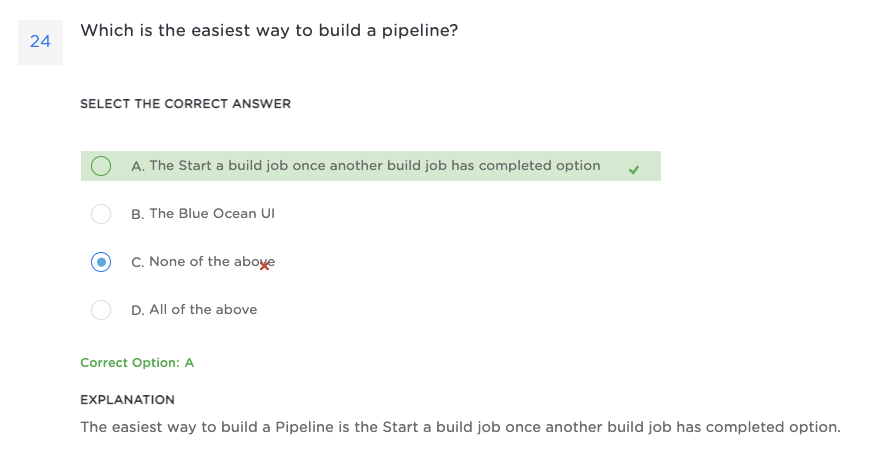 24
Which is the easiest way to build a pipeline?
SELECT THE CORRECT ANSWER
A. The Start a build job once another build job has completed option
B. The Blue Ocean UI
C. None of the above
D. All of the above
Correct Option: A
EXPLANATION
The easiest way to build a Pipeline is the Start a build job once another build job has completed option.